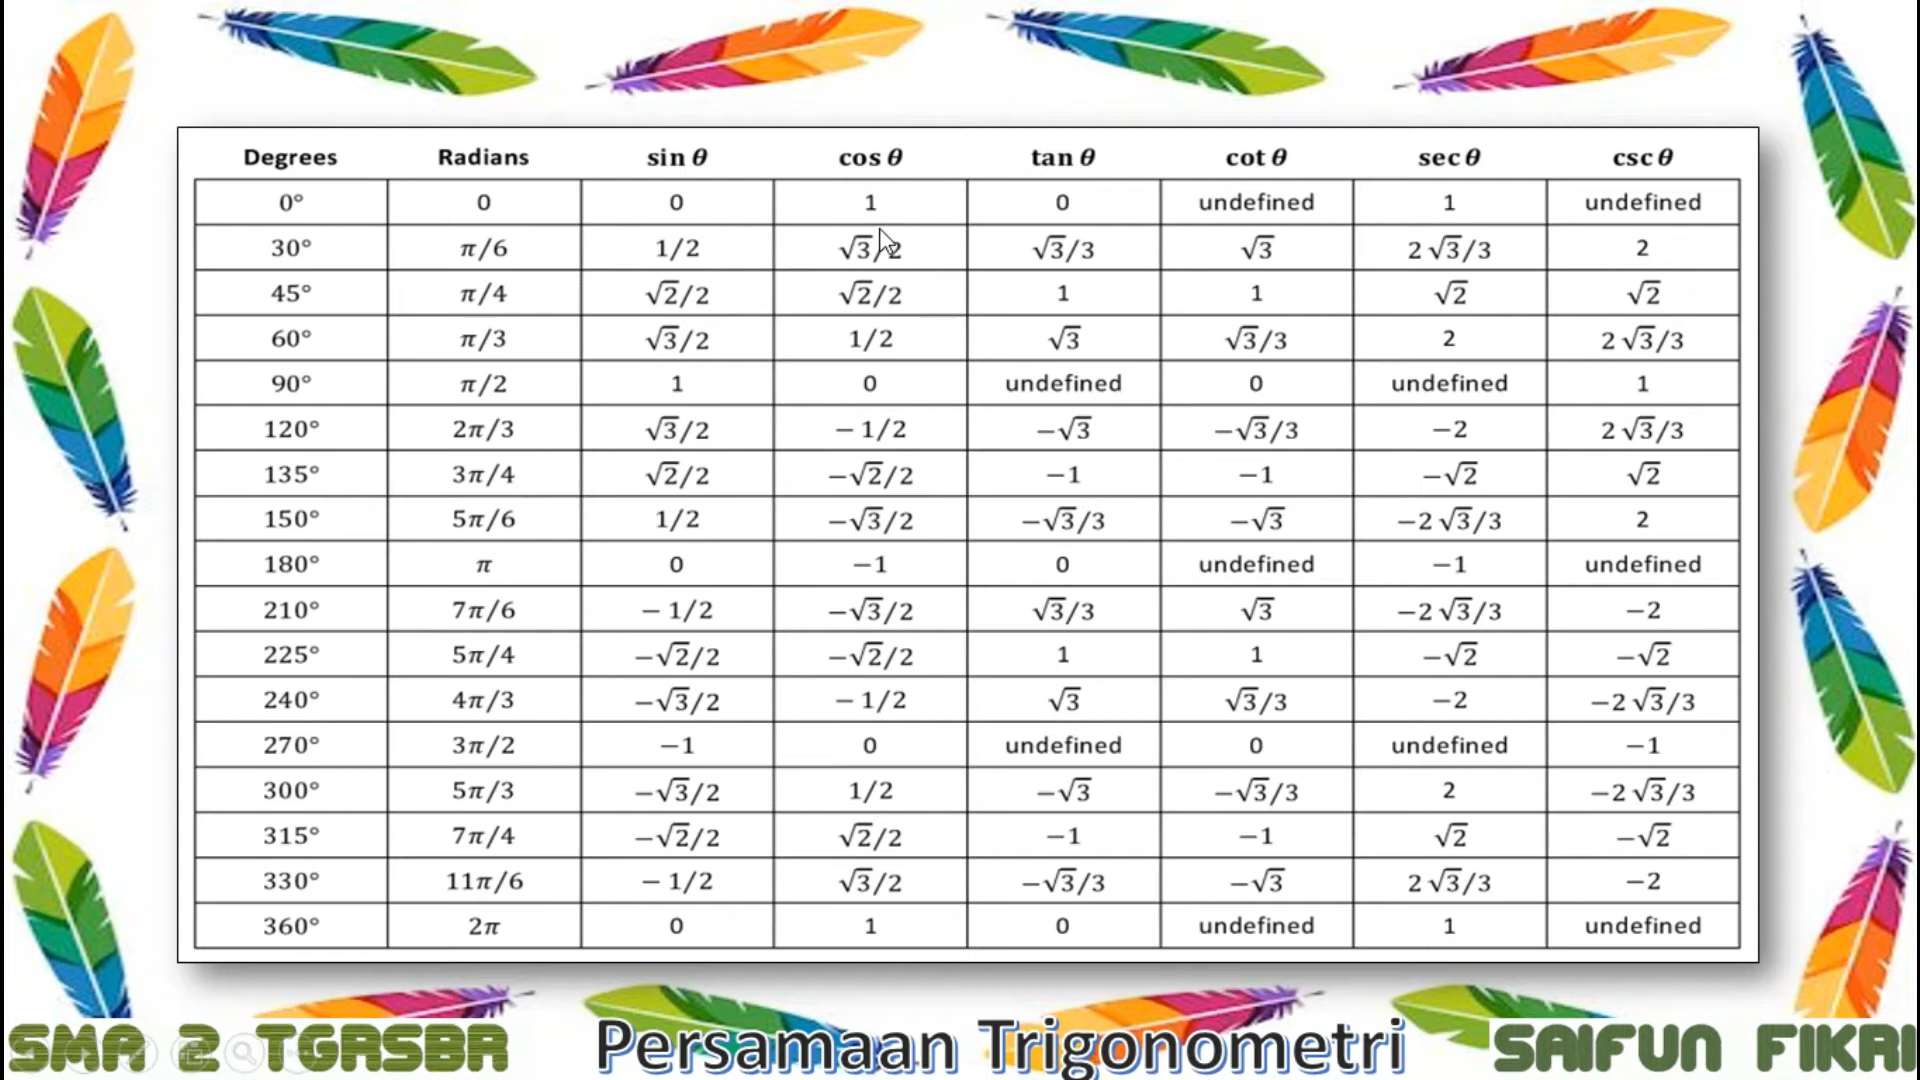 Degrees Radians sin θ cos θ tan θ cot θ sec θ csc θ
0° 0 0 1 0 undefined 1 undefined
30° π/6 1/2 √3/2 √3/3 √3 2√3/3 2
45° π/4 √2/2 √2/2 1 1 √2 √2
60° π/3 √3/2 1/2 √3 √3/3 2 2√3/3
90° π/2 1 0 undefined 0 undefined 1
120° 2π/3 √3/2 −1/2 −√3 −√3/3 −2 2√3/3
135° 3π/4 √2/2 −√2/2 −1 −1 −√2 √2
150° 5π/6 1/2 −√3/2 −√3/3 −√3 −2√3/3 2
180° π 0 −1 0 undefined −1 undefined
210° 7π/6 −1/2 −√3/2 √3/3 √3 −2√3/3 −2
225° 5π/4 −√2/2 −√2/2 1 1 −√2 −√2
240° 4π/3 −√3/2 −1/2 √3 √3/3 −2 −2√3/3
270° 3π/2 −1 0 undefined 0 undefined −1
300° 5π/3 −√3/2 1/2 −√3 −√3/3 2 −2√3/3
315° 7π/4 −√2/2 √2/2 −1 −1 √2 −√2
330° 11π/6 −1/2 √3/2 −√3/3 −√3 2√3/3 −2
360° 2π 0 1 0 undefined 1 undefined
SMA 2 TGRSBR Persamaan Trigonometri SAIFUN FIKRI